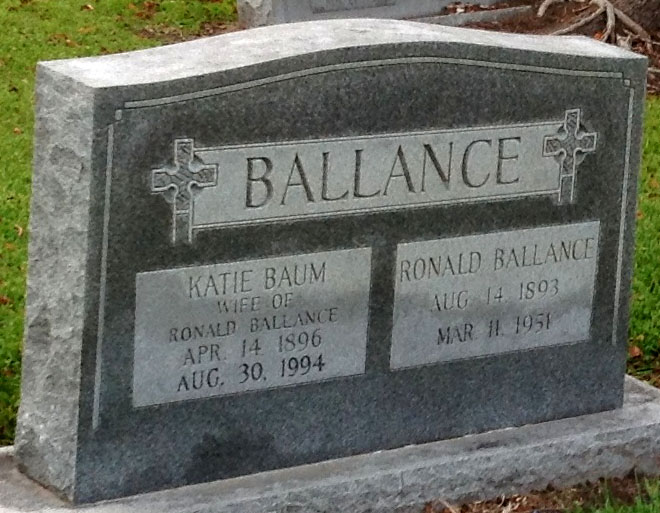 BALLANCE
KATIE BAUM
WIFE OF
RONALD BALLANCE
APR. 14 1896
AUG. 30, 1994
RONALD BALLANCE
AUG 14 1893
MAR. 11, 1951